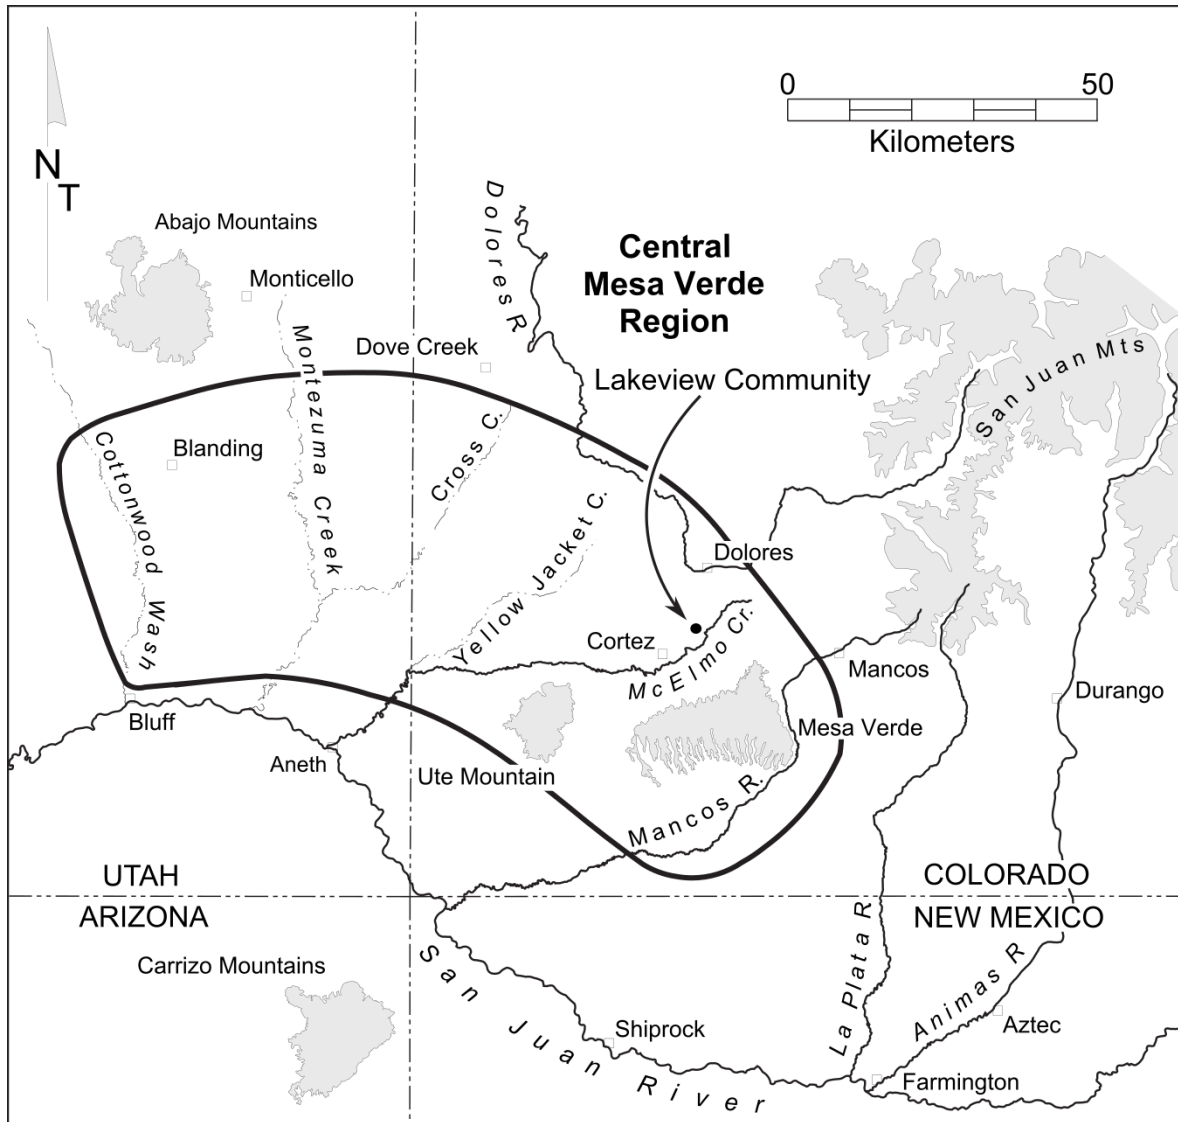 0 50
Kilometers
N
T
Abajo Mountains
Monticello
Dolores R
Central
Mesa Verde
Region
San Juan Mts
Dove Creek
Montezuma Creek
Lakeview Community
Cross C.
Blanding
Cottonwood Wash
Yellow Jacket C.
Dolores
Cortez
McElmo Cr.
Mancos
Durango
Bluff
Mesa Verde
Aneth
Ute Mountain
Mancos R.
UTAH
COLORADO
ARIZONA
NEW MEXICO
La Plata R
Animas R
Carrizo Mountains
San Juan River
Shiprock
Aztec
Farmington